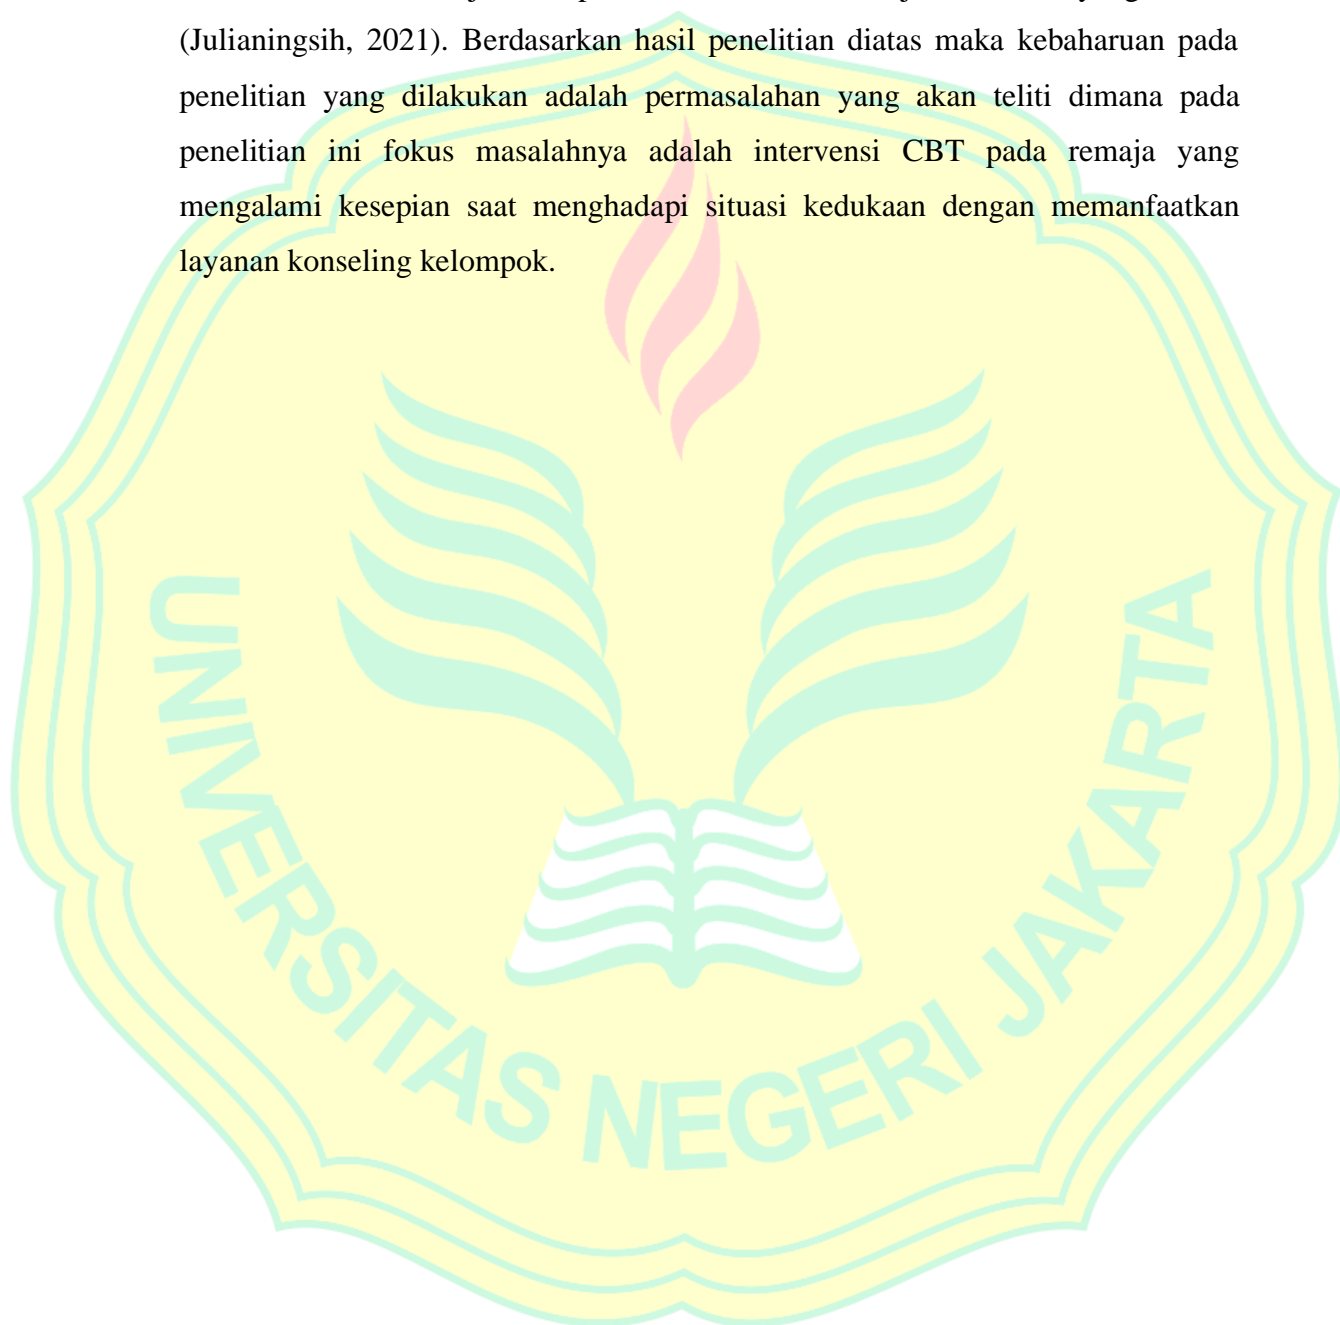 (Julianingsih, 2021). Berdasarkan hasil penelitian diatas maka kebaharuan pada
penelitian yang dilakukan adalah permasalahan yang akan teliti dimana pada
penelitian ini fokus masalahnya adalah intervensi CBT pada remaja yang
mengalami kesepian saat menghadapi situasi kedukaan dengan memanfaatkan
layanan konseling kelompok.
UNIVERSITAS NEGERI JAKARTA